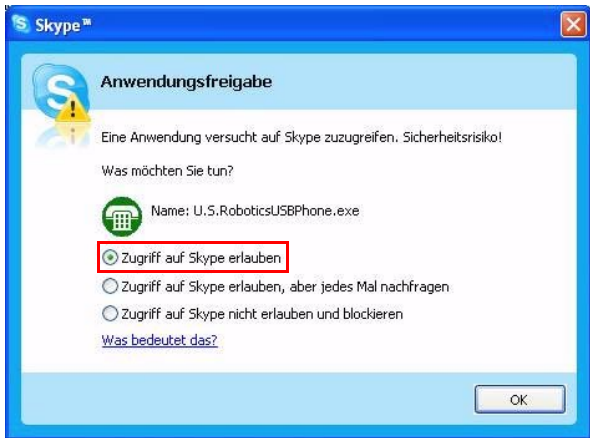 Skype™
Anwendungsfreigabe
Eine Anwendung versucht auf Skype zuzugreifen. Sicherheitsrisiko!
Was möchten Sie tun?
Name: U.S.RoboticsUSBPhone.exe
Zugriff auf Skype erlauben
Zugriff auf Skype erlauben, aber jedes Mal nachfragen
Zugriff auf Skype nicht erlauben und blockieren
Was bedeutet das?
OK